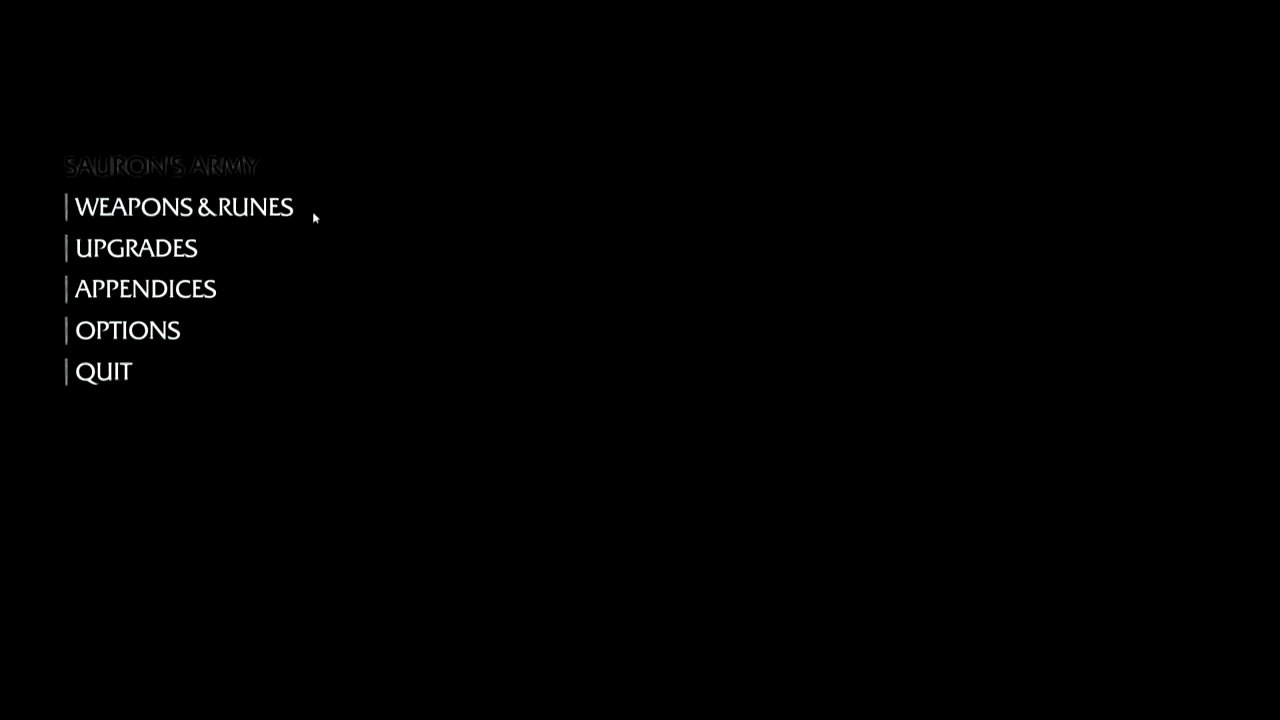 SAURON'S ARMY
WEAPONS & RUNES
UPGRADES
APPENDICES
OPTIONS
QUIT